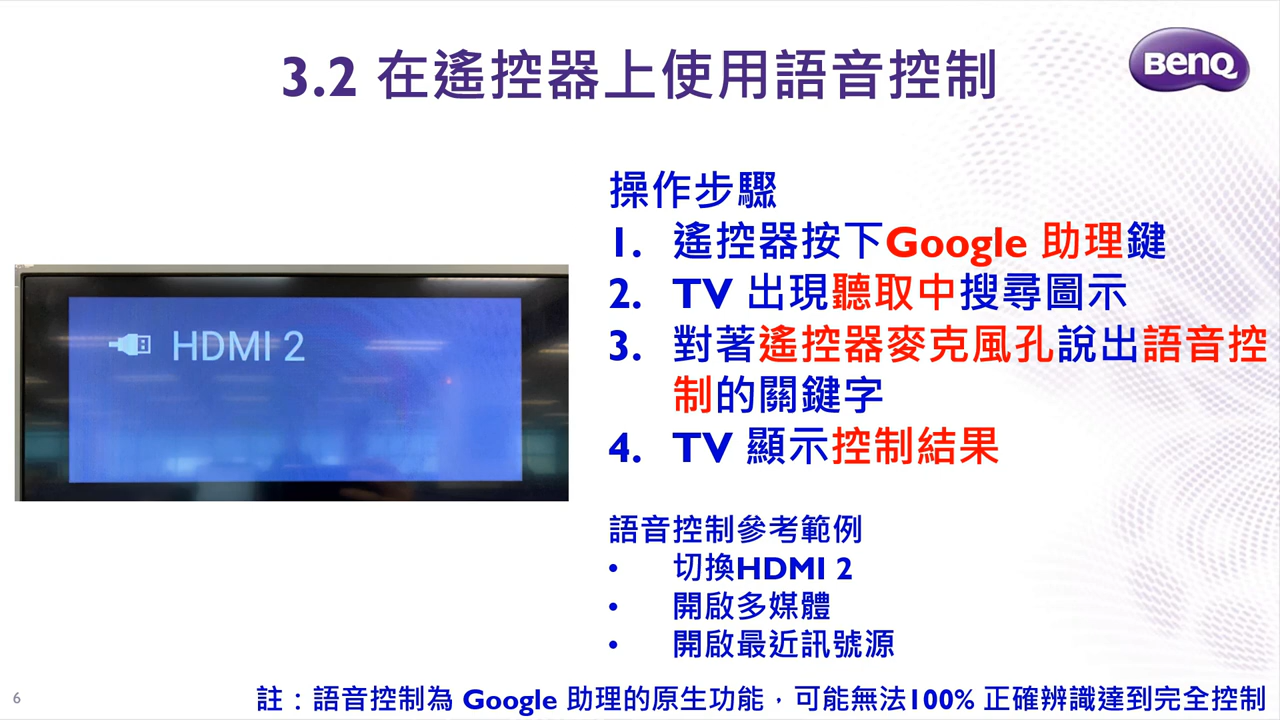 3.2 在遙控器上使用語音控制
BenQ
操作步驟
1. 遙控器按下Google 助理鍵
2. TV 出現聽取中搜尋圖示
3. 對著遙控器麥克風孔說出語音控
制的關鍵字
4. TV 顯示控制結果
HDMI 2
語音控制參考範例
• 切換HDMI 2
• 開啟多媒體
• 開啟最近訊號源
註：語音控制為 Google 助理的原生功能，可能無法100% 正確辨識達到完全控制
6